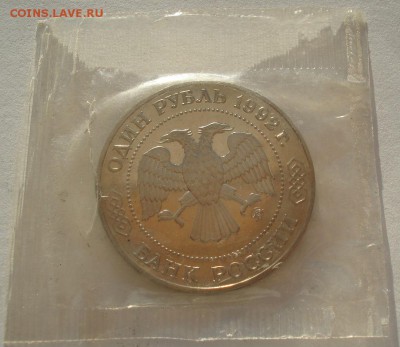 COINS.LAVE.RU
ОДИН РУБЛЬ 1992 г.
БАНК РОССИИ